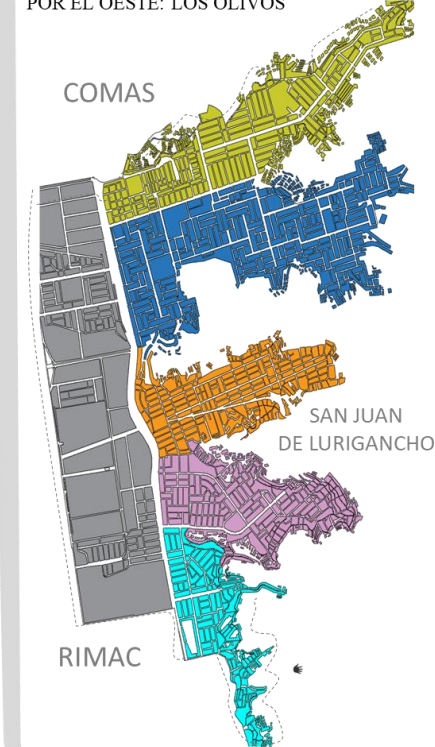 POR EL OESTE: LOS OLIVOS
COMAS
SAN JUAN
DE LURIGANCHO
RIMAC